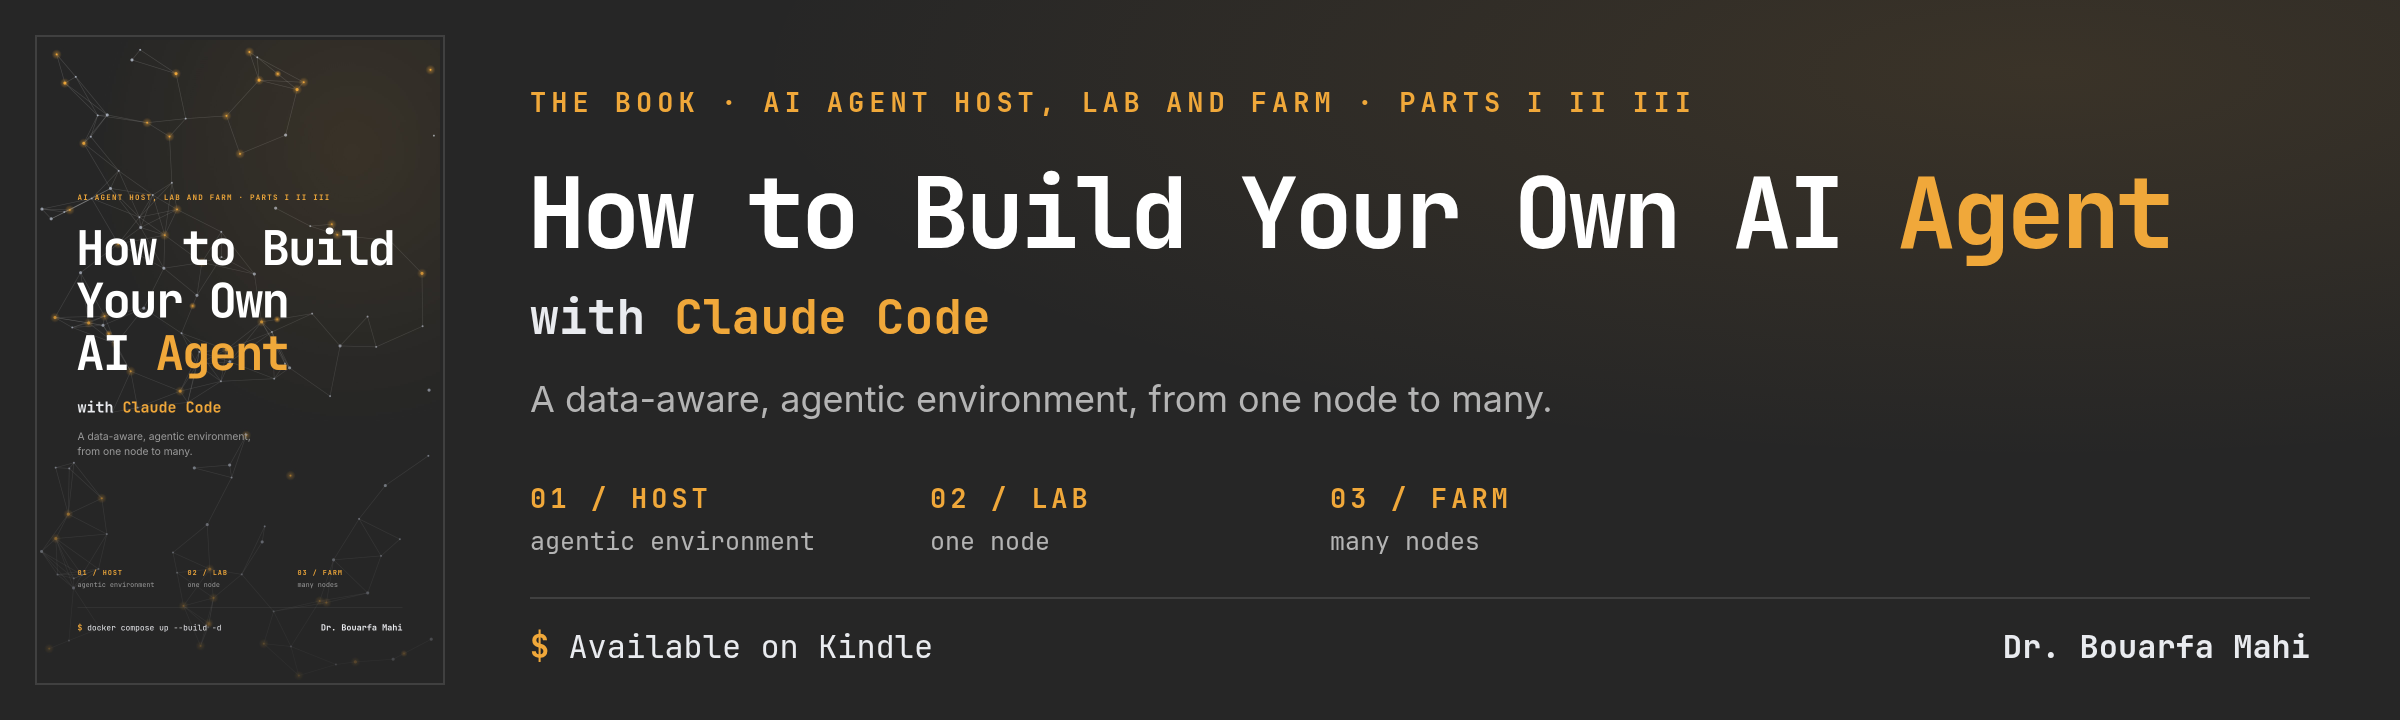 AI AGENT HOST, LAB AND FARM · PARTS I II III
How to Build
Your Own
AI Agent
with Claude Code
A data-aware, agentic environment,
from one node to many.
01 / HOST
agentic environment
02 / LAB
one node
03 / FARM
many nodes
$ docker compose up --build -d
Dr. Bouarfa Mahi
THE BOOK · AI AGENT HOST, LAB AND FARM · PARTS I II III
How to Build Your Own AI Agent
with Claude Code
A data-aware, agentic environment, from one node to many.
01 / HOST
agentic environment
02 / LAB
one node
03 / FARM
many nodes
$ Available on Kindle
Dr. Bouarfa Mahi